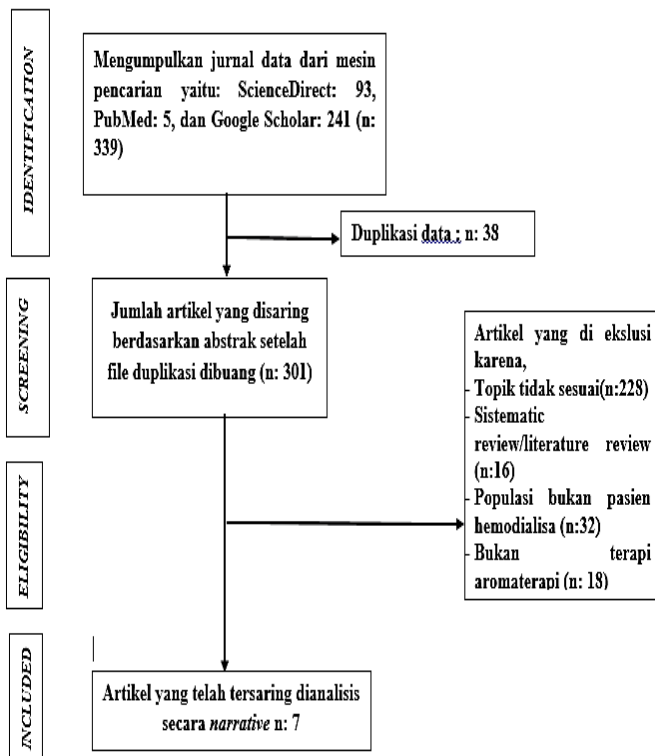 IDENTIFICATION
Mengumpulkan jurnal data dari mesin
pencarian yaitu: ScienceDirect: 93,
PubMed: 5, dan Google Scholar: 241 (n:
339)
Duplikasi data ; n: 38
SCREENING
Jumlah artikel yang disaring
berdasarkan abstrak setelah
file duplikasi dibuang (n: 301)
Artikel yang di ekslusi
karena,
- Topik tidak sesuai(n:228)
- Sistematic
review/literature review
(n:16)
- Populasi bukan pasien
hemodialisa (n:32)
- Bukan terapi
aromaterapi (n: 18)
ELIGIBILITY
INCLUDED
Artikel yang telah tersaring dianalisis
secara narrative n: 7